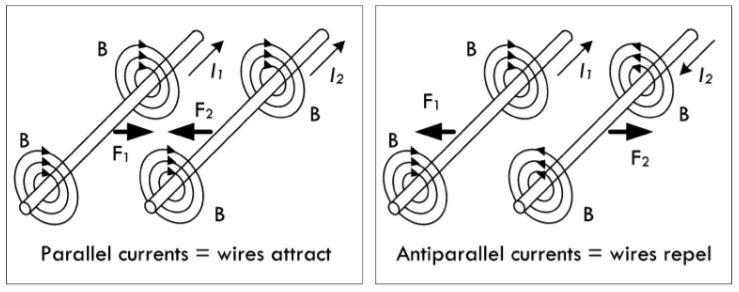 B
I1
I2
B
F2
F1
B
B
Parallel currents = wires attract
B
I1
I2
F1
B
B
F2
B
Antiparallel currents = wires repel